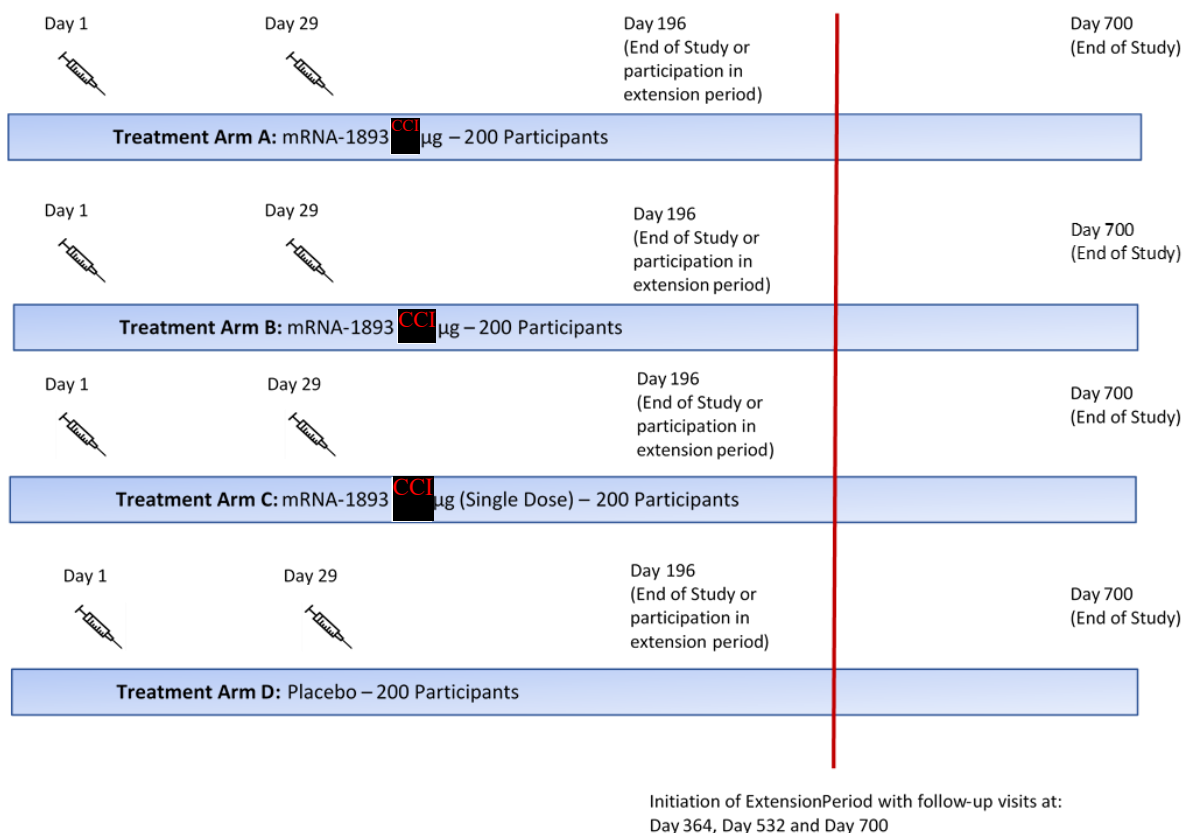 Day 1
Day 29
Day 196
(End of Study or
participation in
extension period)
Day 700
(End of Study)
Treatment Arm A: mRNA-1893 CCI µg – 200 Participants
Day 1
Day 29
Day 196
(End of Study or
participation in
extension period)
Day 700
(End of Study)
Treatment Arm B: mRNA-1893 CCI µg – 200 Participants
Day 1
Day 29
Day 196
(End of Study or
participation in
extension period)
Day 700
(End of Study)
Treatment Arm C: mRNA-1893 CCI µg (Single Dose) – 200 Participants
Day 1
Day 29
Day 196
(End of Study or
participation in
extension period)
Day 700
(End of Study)
Treatment Arm D: Placebo – 200 Participants
Initiation of ExtensionPeriod with follow-up visits at:
Day 364, Day 532 and Day 700